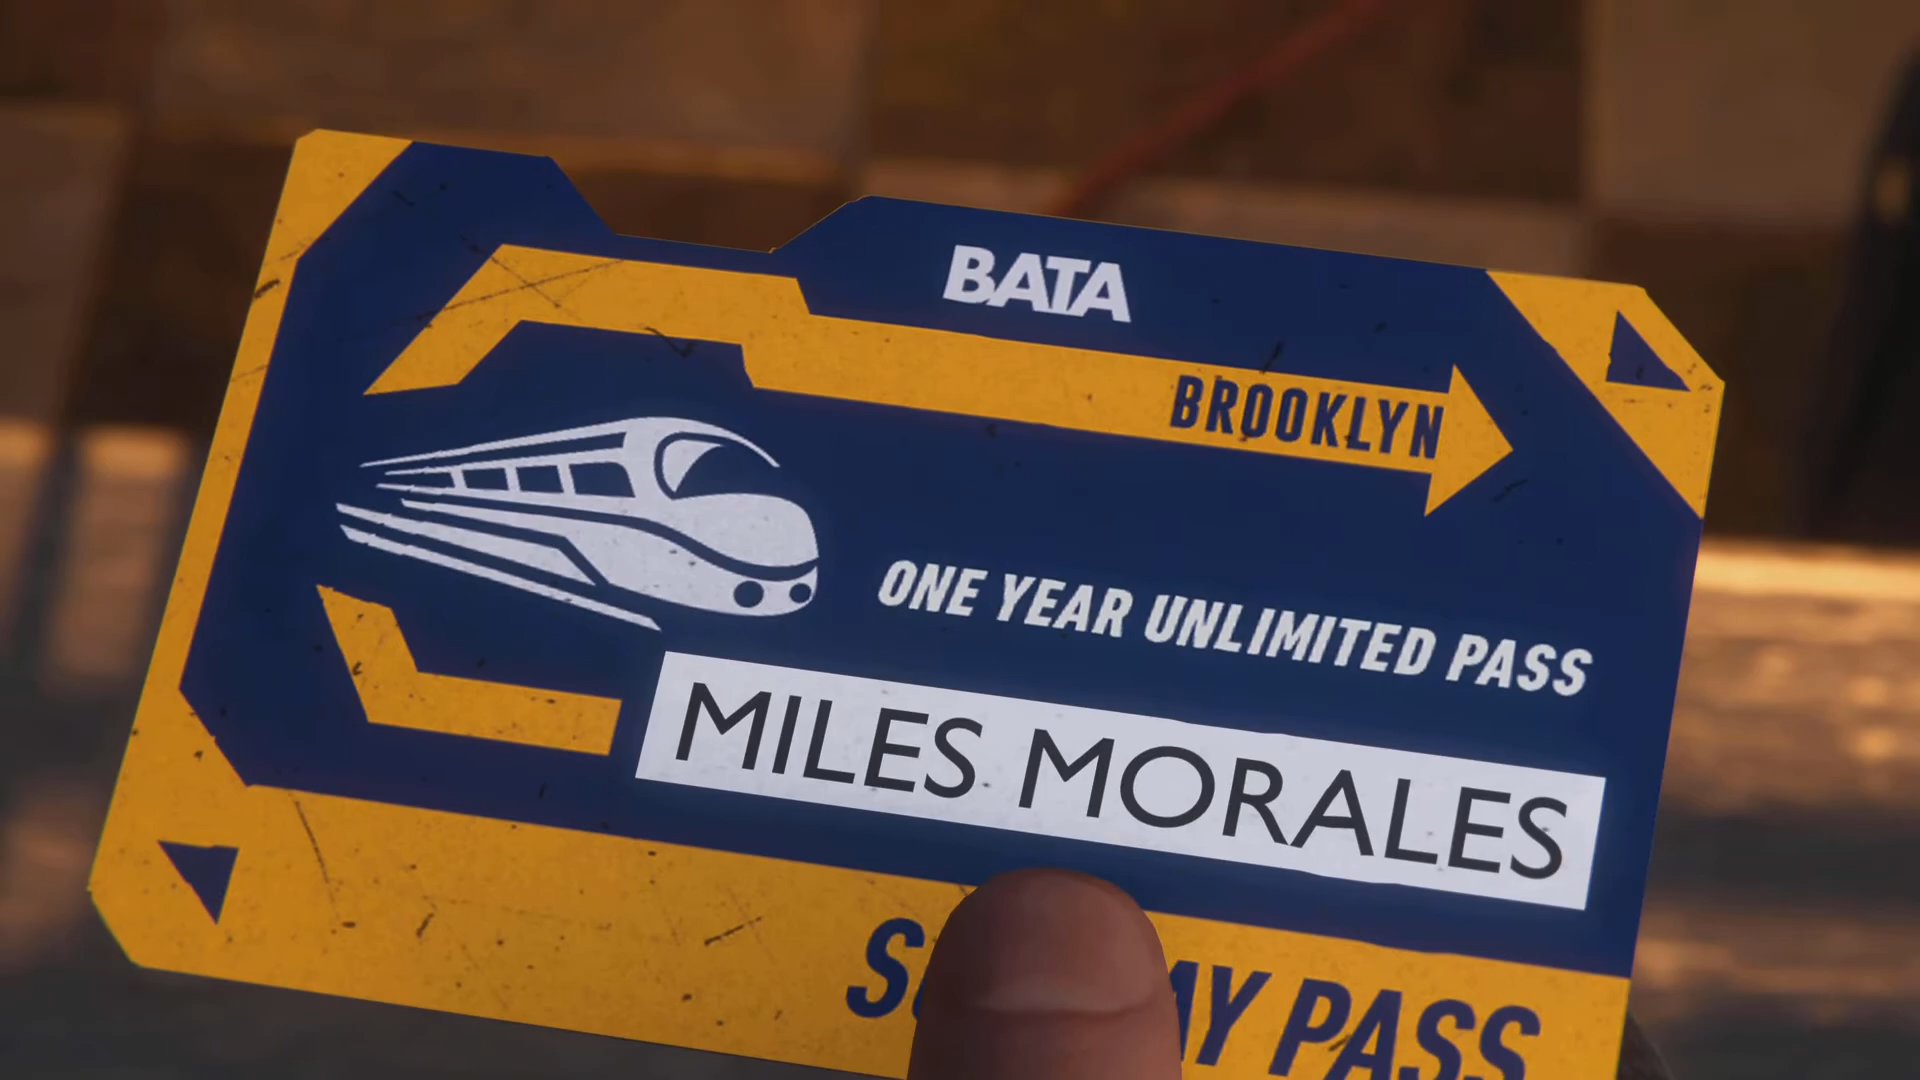 BATA
BROOKLYN
ONE YEAR UNLIMITED PASS
MILES MORALES
PASS